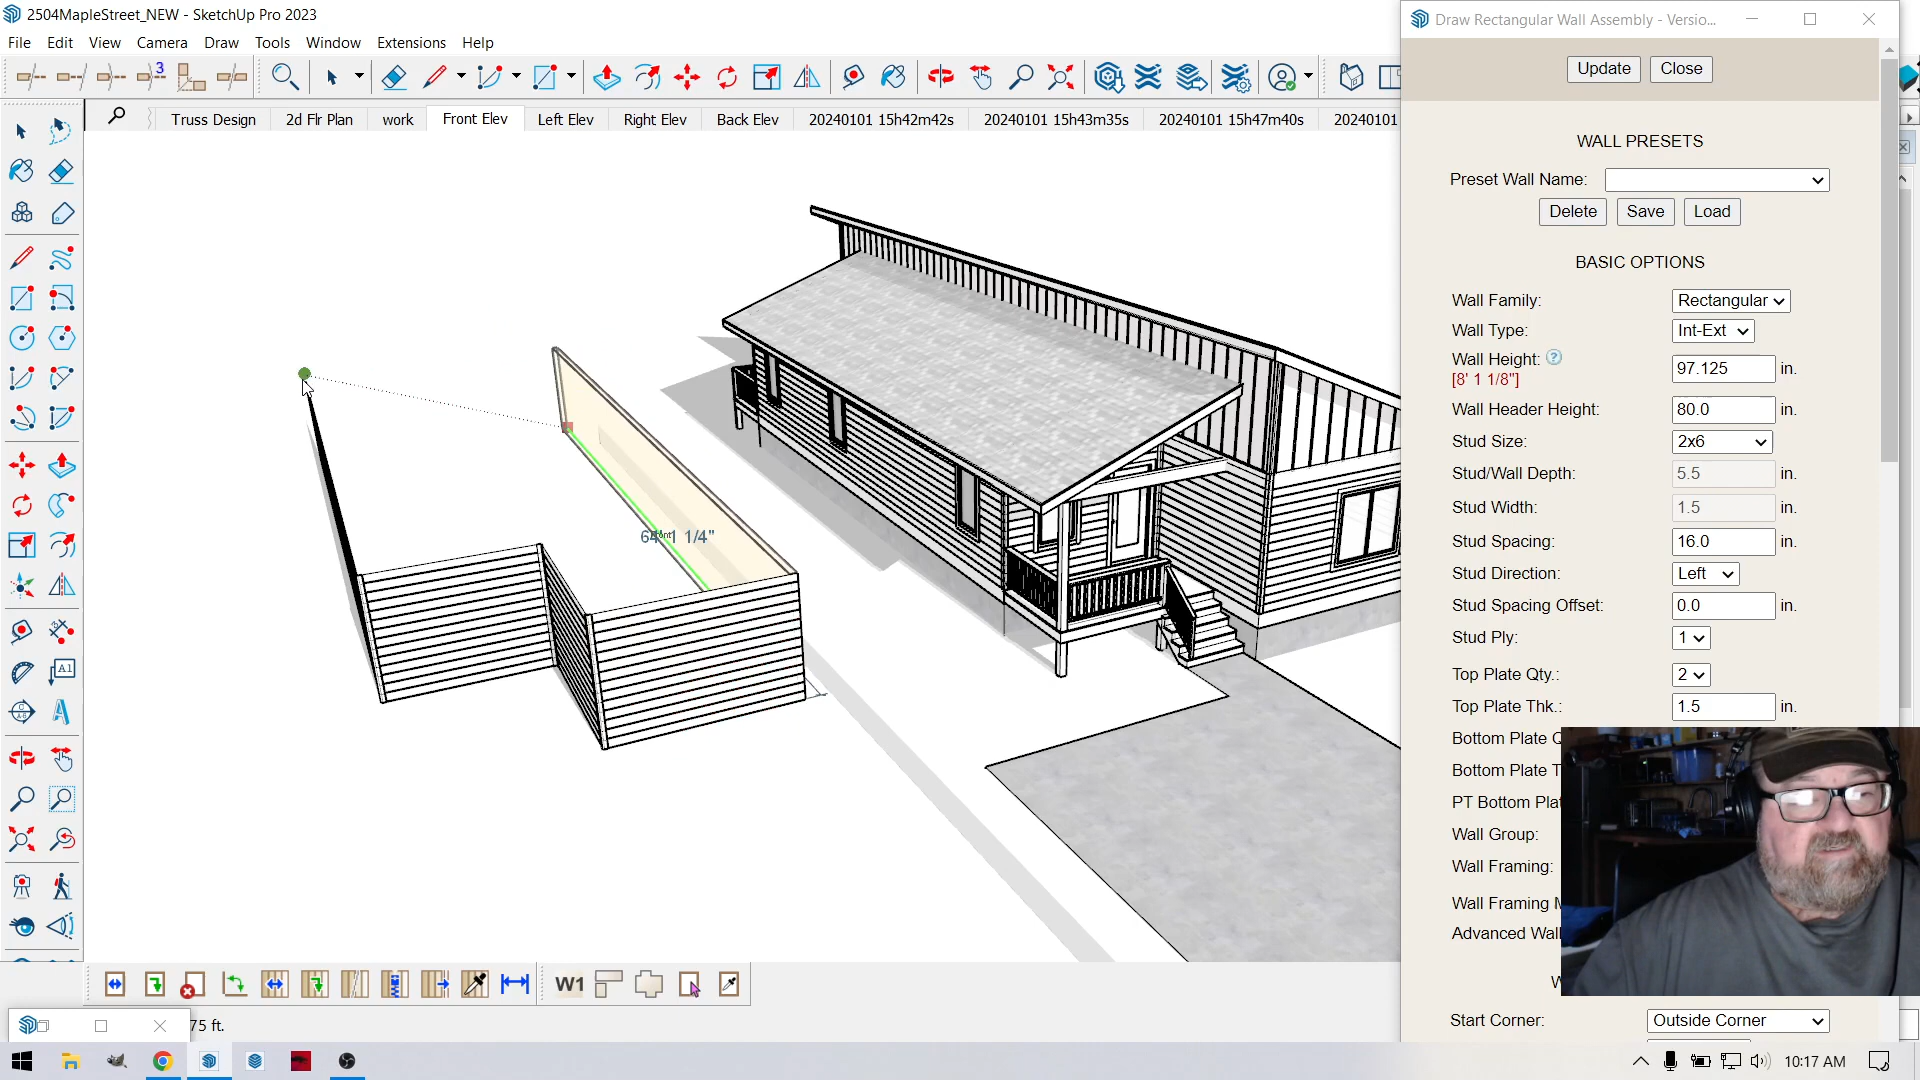 2504MapleStreet_NEW - SketchUp Pro 2023
File Edit View Camera Draw Tools Window Extensions Help
3
Truss Design 2d Flr Plan work Front Elev Left Elev Right Elev Back Elev 20240101 15h42m42s 20240101 15h43m35s 20240101 15h47m40s 20240101
A1
64' 1 1/4"
W1
75 ft.
Draw Rectangular Wall Assembly - Versio...
Update Close
WALL PRESETS
Preset Wall Name:
Delete Save Load
BASIC OPTIONS
Wall Family: Rectangular
Wall Type: Int-Ext
Wall Height: ?
[8' 1 1/8"] 97.125 in.
Wall Header Height: 80.0 in.
Stud Size: 2x6
Stud/Wall Depth: 5.5 in.
Stud Width: 1.5 in.
Stud Spacing: 16.0 in.
Stud Direction: Left
Stud Spacing Offset: 0.0 in.
Stud Ply: 1
Top Plate Qty.: 2
Top Plate Thk.: 1.5 in.
Bottom Plate Q
Bottom Plate T
PT Bottom Plat
Wall Group:
Wall Framing:
Wall Framing M
Advanced Wall
W
Start Corner: Outside Corner
10:17 AM